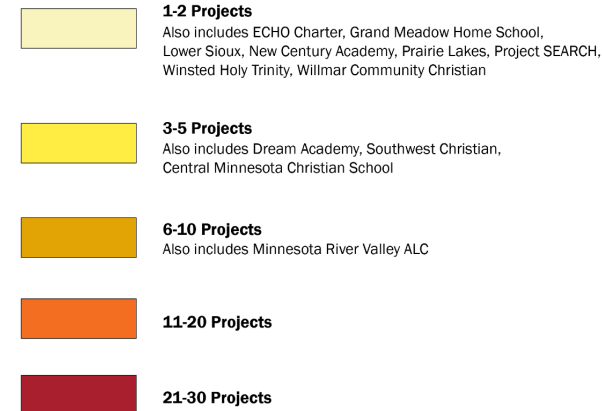 1-2 Projects
Also includes ECHO Charter, Grand Meadow Home School,
Lower Sioux, New Century Academy, Prairie Lakes, Project SEARCH,
Winsted Holy Trinity, Willmar Community Christian
3-5 Projects
Also includes Dream Academy, Southwest Christian,
Central Minnesota Christian School
6-10 Projects
Also includes Minnesota River Valley ALC
11-20 Projects
21-30 Projects